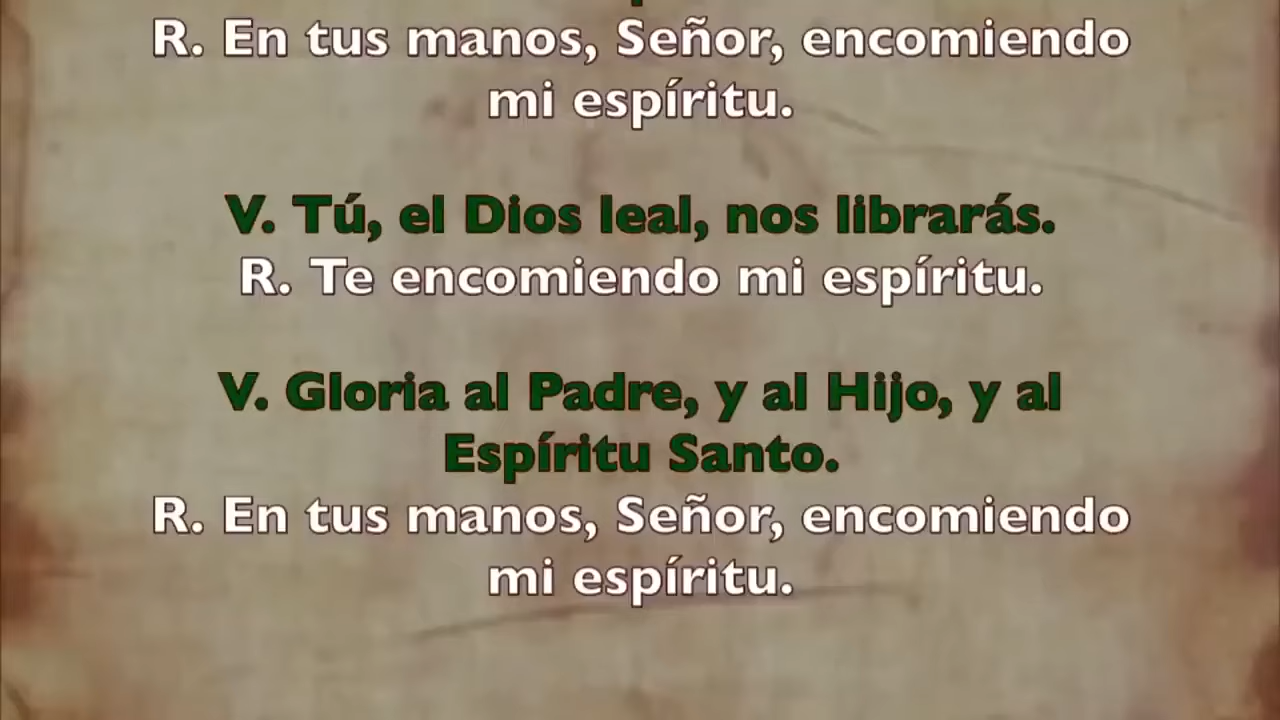 R. En tus manos, Señor, encomiendo
mi espíritu.
V. Tú, el Dios leal, nos librarás.
R. Te encomiendo mi espíritu.
V. Gloria al Padre, y al Hijo, y al
Espíritu Santo.
R. En tus manos, Señor, encomiendo
mi espíritu.